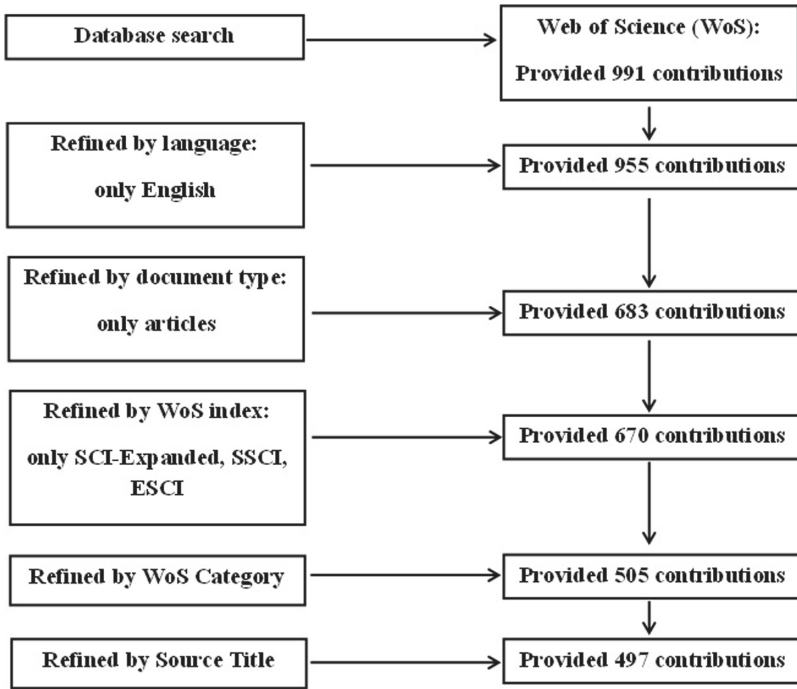 Database search
Web of Science (WoS):
Provided 991 contributions
Refined by language:
only English
Provided 955 contributions
Refined by document type:
only articles
Provided 683 contributions
Refined by WoS index:
only SCI-Expanded, SSCI,
ESCI
Provided 670 contributions
Refined by WoS Category
Provided 505 contributions
Refined by Source Title
Provided 497 contributions